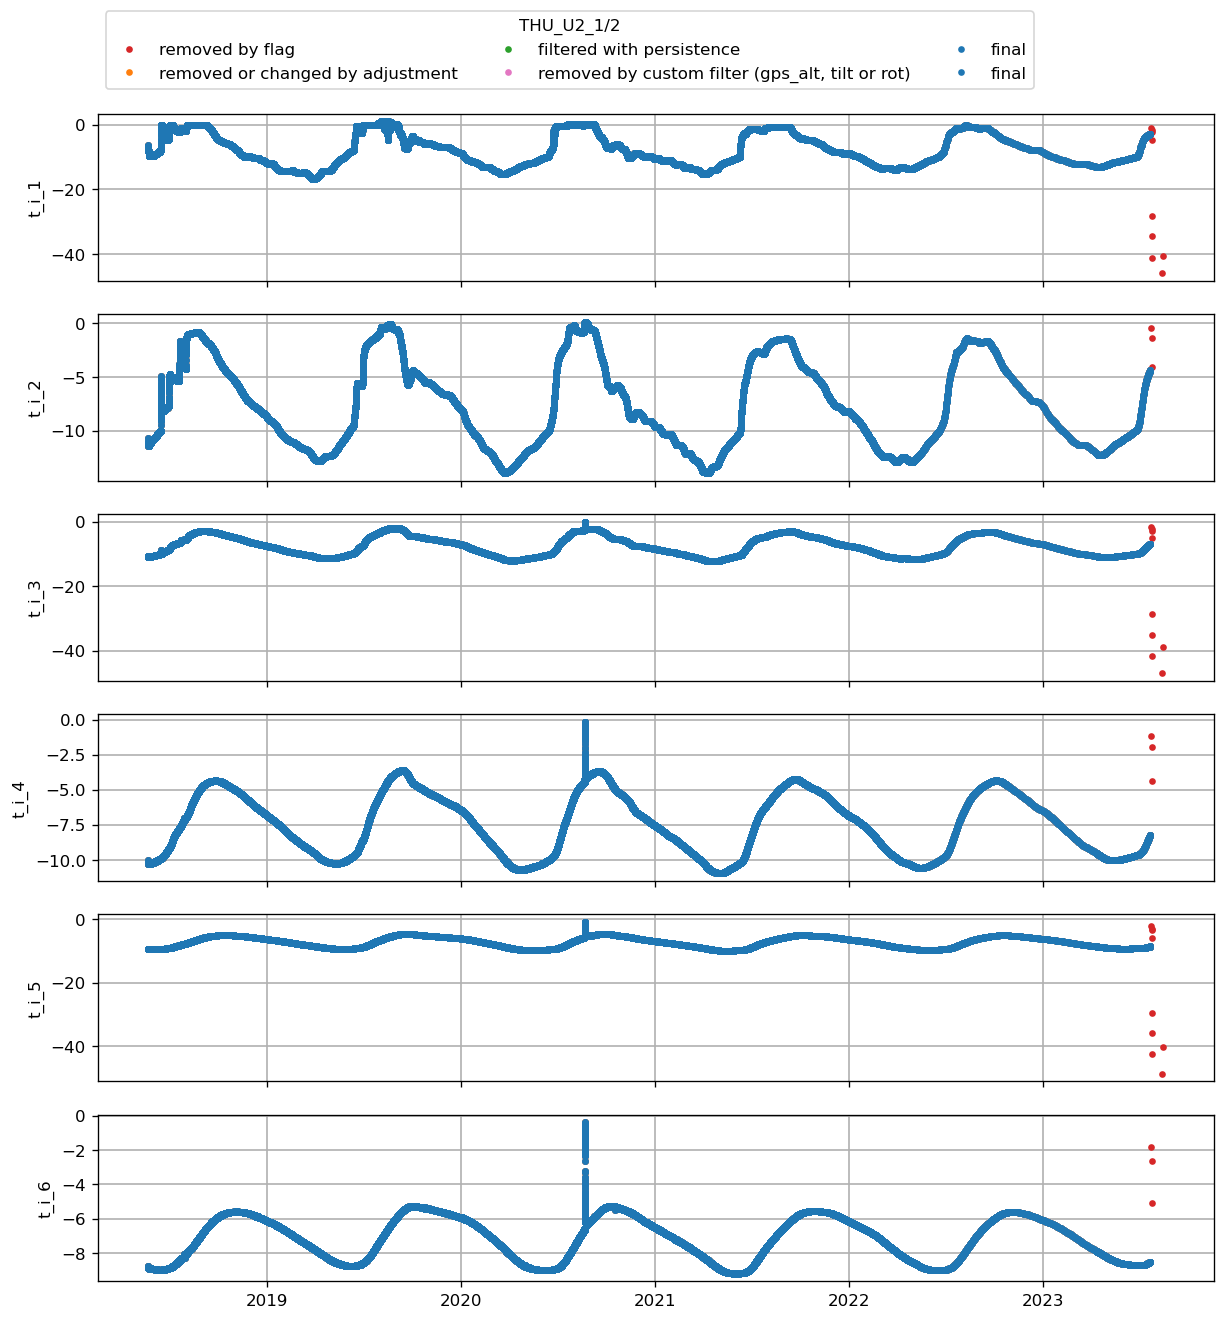 THU_U2_1/2
removed by flag
removed or changed by adjustment
filtered with persistence
removed by custom filter (gps_alt, tilt or rot)
final
final
0
−20
−40
t_i_1
0
−5
−10
t_i_2
0
−20
−40
t_i_3
0.0
−2.5
−5.0
−7.5
−10.0
t_i_4
0
−20
−40
t_i_5
0
−2
−4
−6
−8
t_i_6
2019 2020 2021 2022 2023